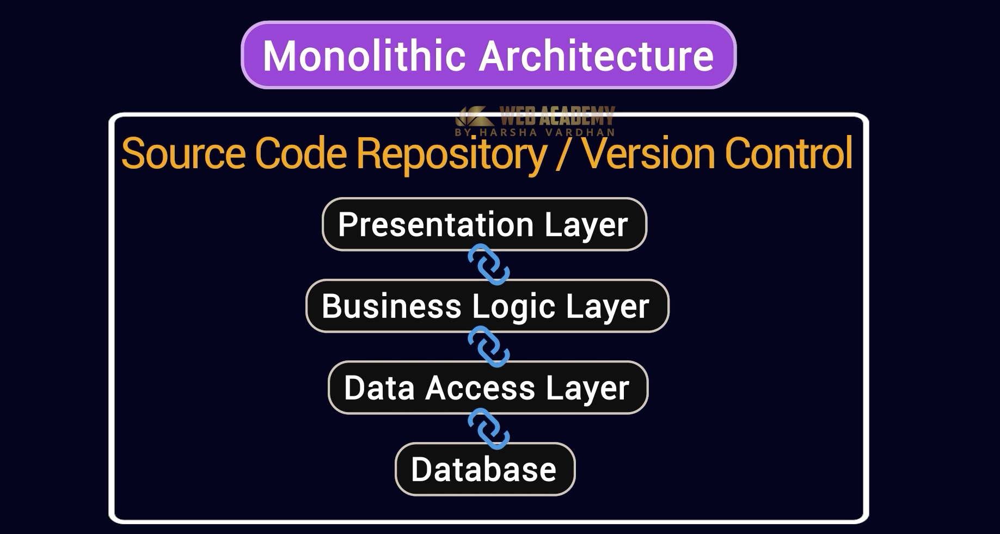 Monolithic Architecture
WEB ACADEMY
BY HARSHA VARDHAN
Source Code Repository / Version Control
Presentation Layer
Business Logic Layer
Data Access Layer
Database